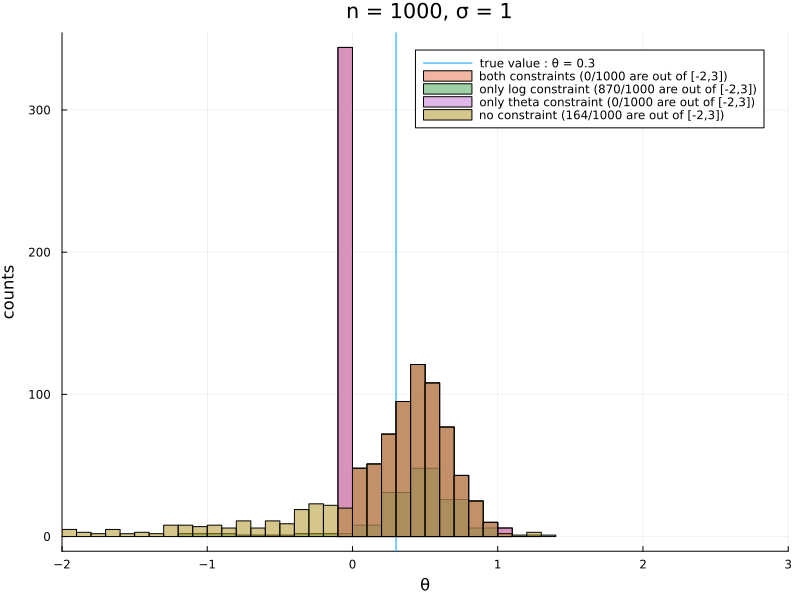 n = 1000, σ = 1
true value : θ = 0.3
both constraints (0/1000 are out of [-2,3])
only log constraint (870/1000 are out of [-2,3])
only theta constraint (0/1000 are out of [-2,3])
no constraint (164/1000 are out of [-2,3])
counts
300
200
100
0
−2
−1
0
1
2
3
θ